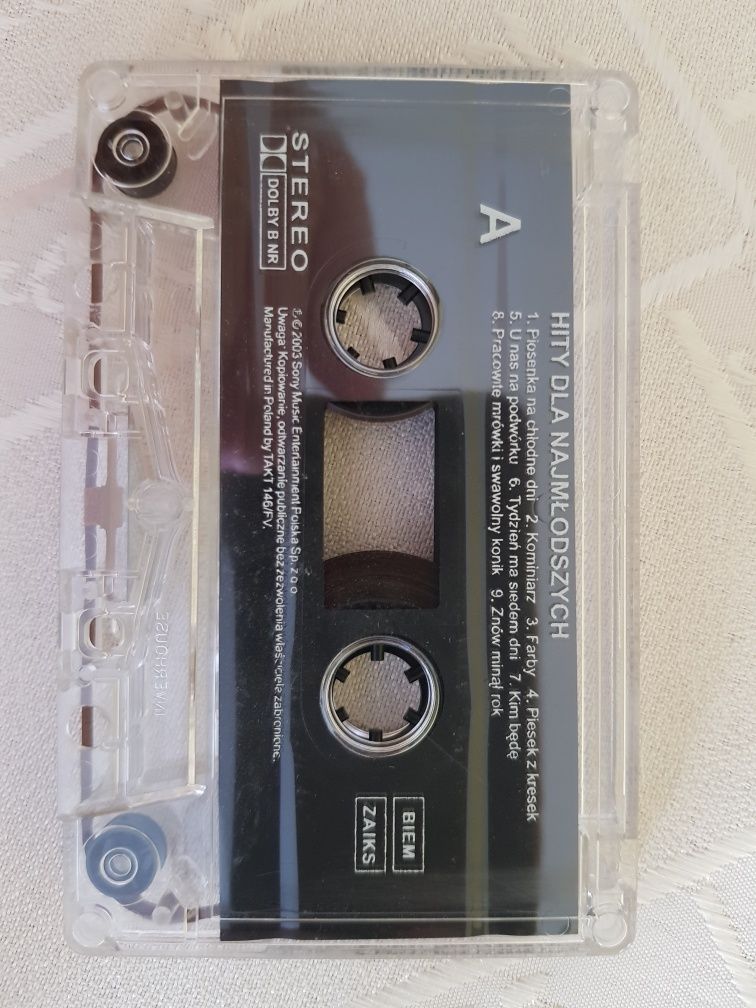 HITY DLA NAJMŁODSZYCH
1. Piosenka na chłodne dni 2. Kominiarz 3. Farby 4. Piesek z kresek
5. U nas na podwórku 6. Tydzień ma siedem dni 7. Kim będę
8. Pracowite mrówki i swawolny konik 9. Znów minął rok
A
BIEM
ZAIKS
STEREO
DOLBY B NR
℗ © 2003 Sony Music Entertainment Polska Sp. z o.o.
Uwaga: Kopiowanie, odtwarzanie publiczne bez zezwolenia właściciela zabronione.
Manufactured in Poland by TAKT 146/FV.